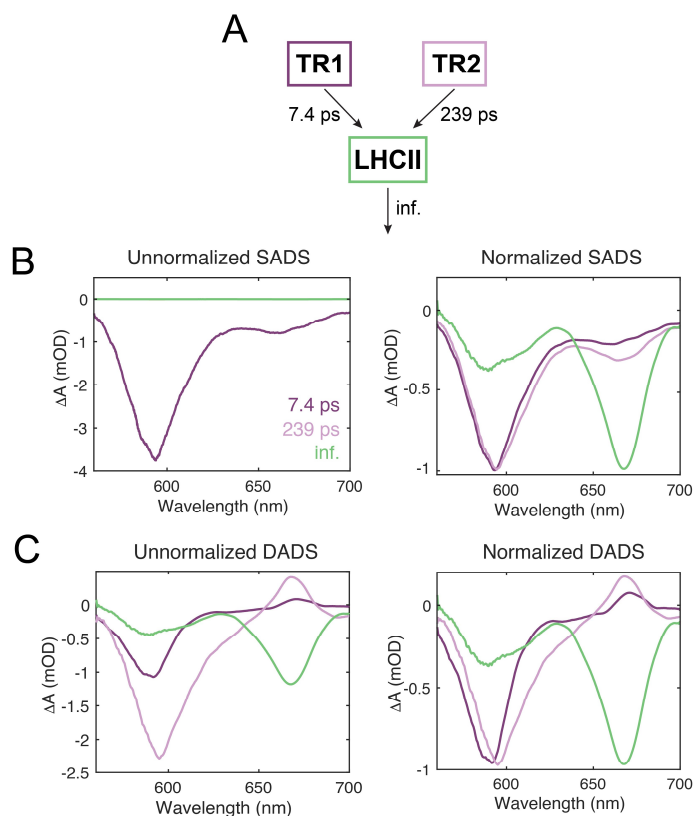 A
TR1 TR2
7.4 ps 239 ps
LHCII
inf.
B
Unnormalized SADS Normalized SADS
ΔA (mOD)
0
-1
-2
-3
-4
7.4 ps
239 ps
inf.
600 650 700
Wavelength (nm)
ΔA (mOD)
0
-0.5
-1
600 650 700
Wavelength (nm)
C
Unnormalized DADS Normalized DADS
ΔA (mOD)
0.5
0
-0.5
-1
-1.5
-2
-2.5
600 650 700
Wavelength (nm)
ΔA (mOD)
0
-0.5
-1
600 650 700
Wavelength (nm)